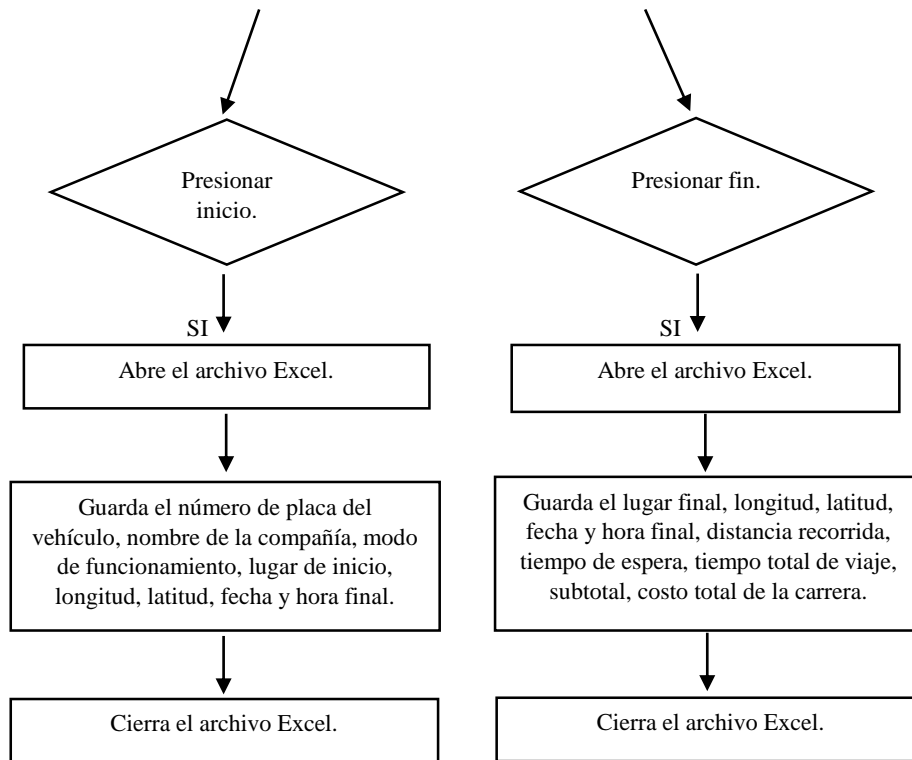 Presionar
inicio.
SI
Abre el archivo Excel.
Guarda el número de placa del
vehículo, nombre de la compañía, modo
de funcionamiento, lugar de inicio,
longitud, latitud, fecha y hora final.
Cierra el archivo Excel.
Presionar fin.
SI
Abre el archivo Excel.
Guarda el lugar final, longitud, latitud,
fecha y hora final, distancia recorrida,
tiempo de espera, tiempo total de viaje,
subtotal, costo total de la carrera.
Cierra el archivo Excel.